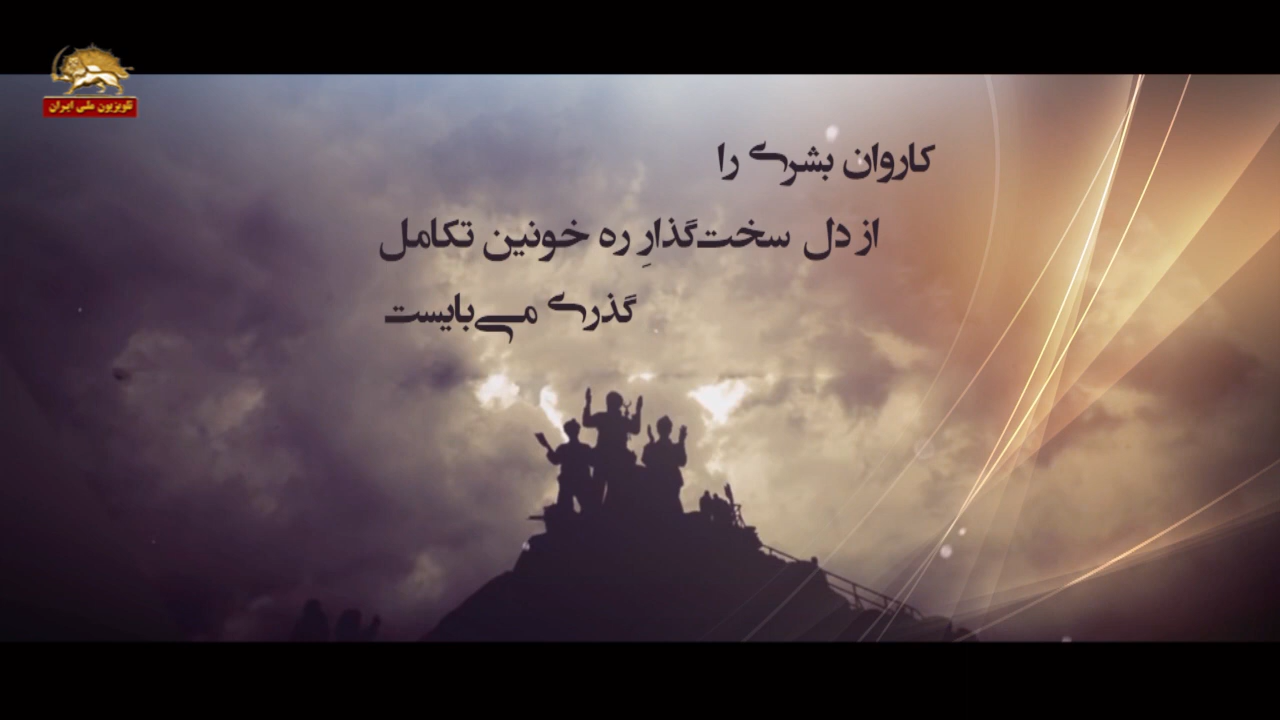 تلویزیون ملی ایران
کاروان بشری را
از دل سخت‌گذارِ ره خونین تکامل
گذری می‌بایست